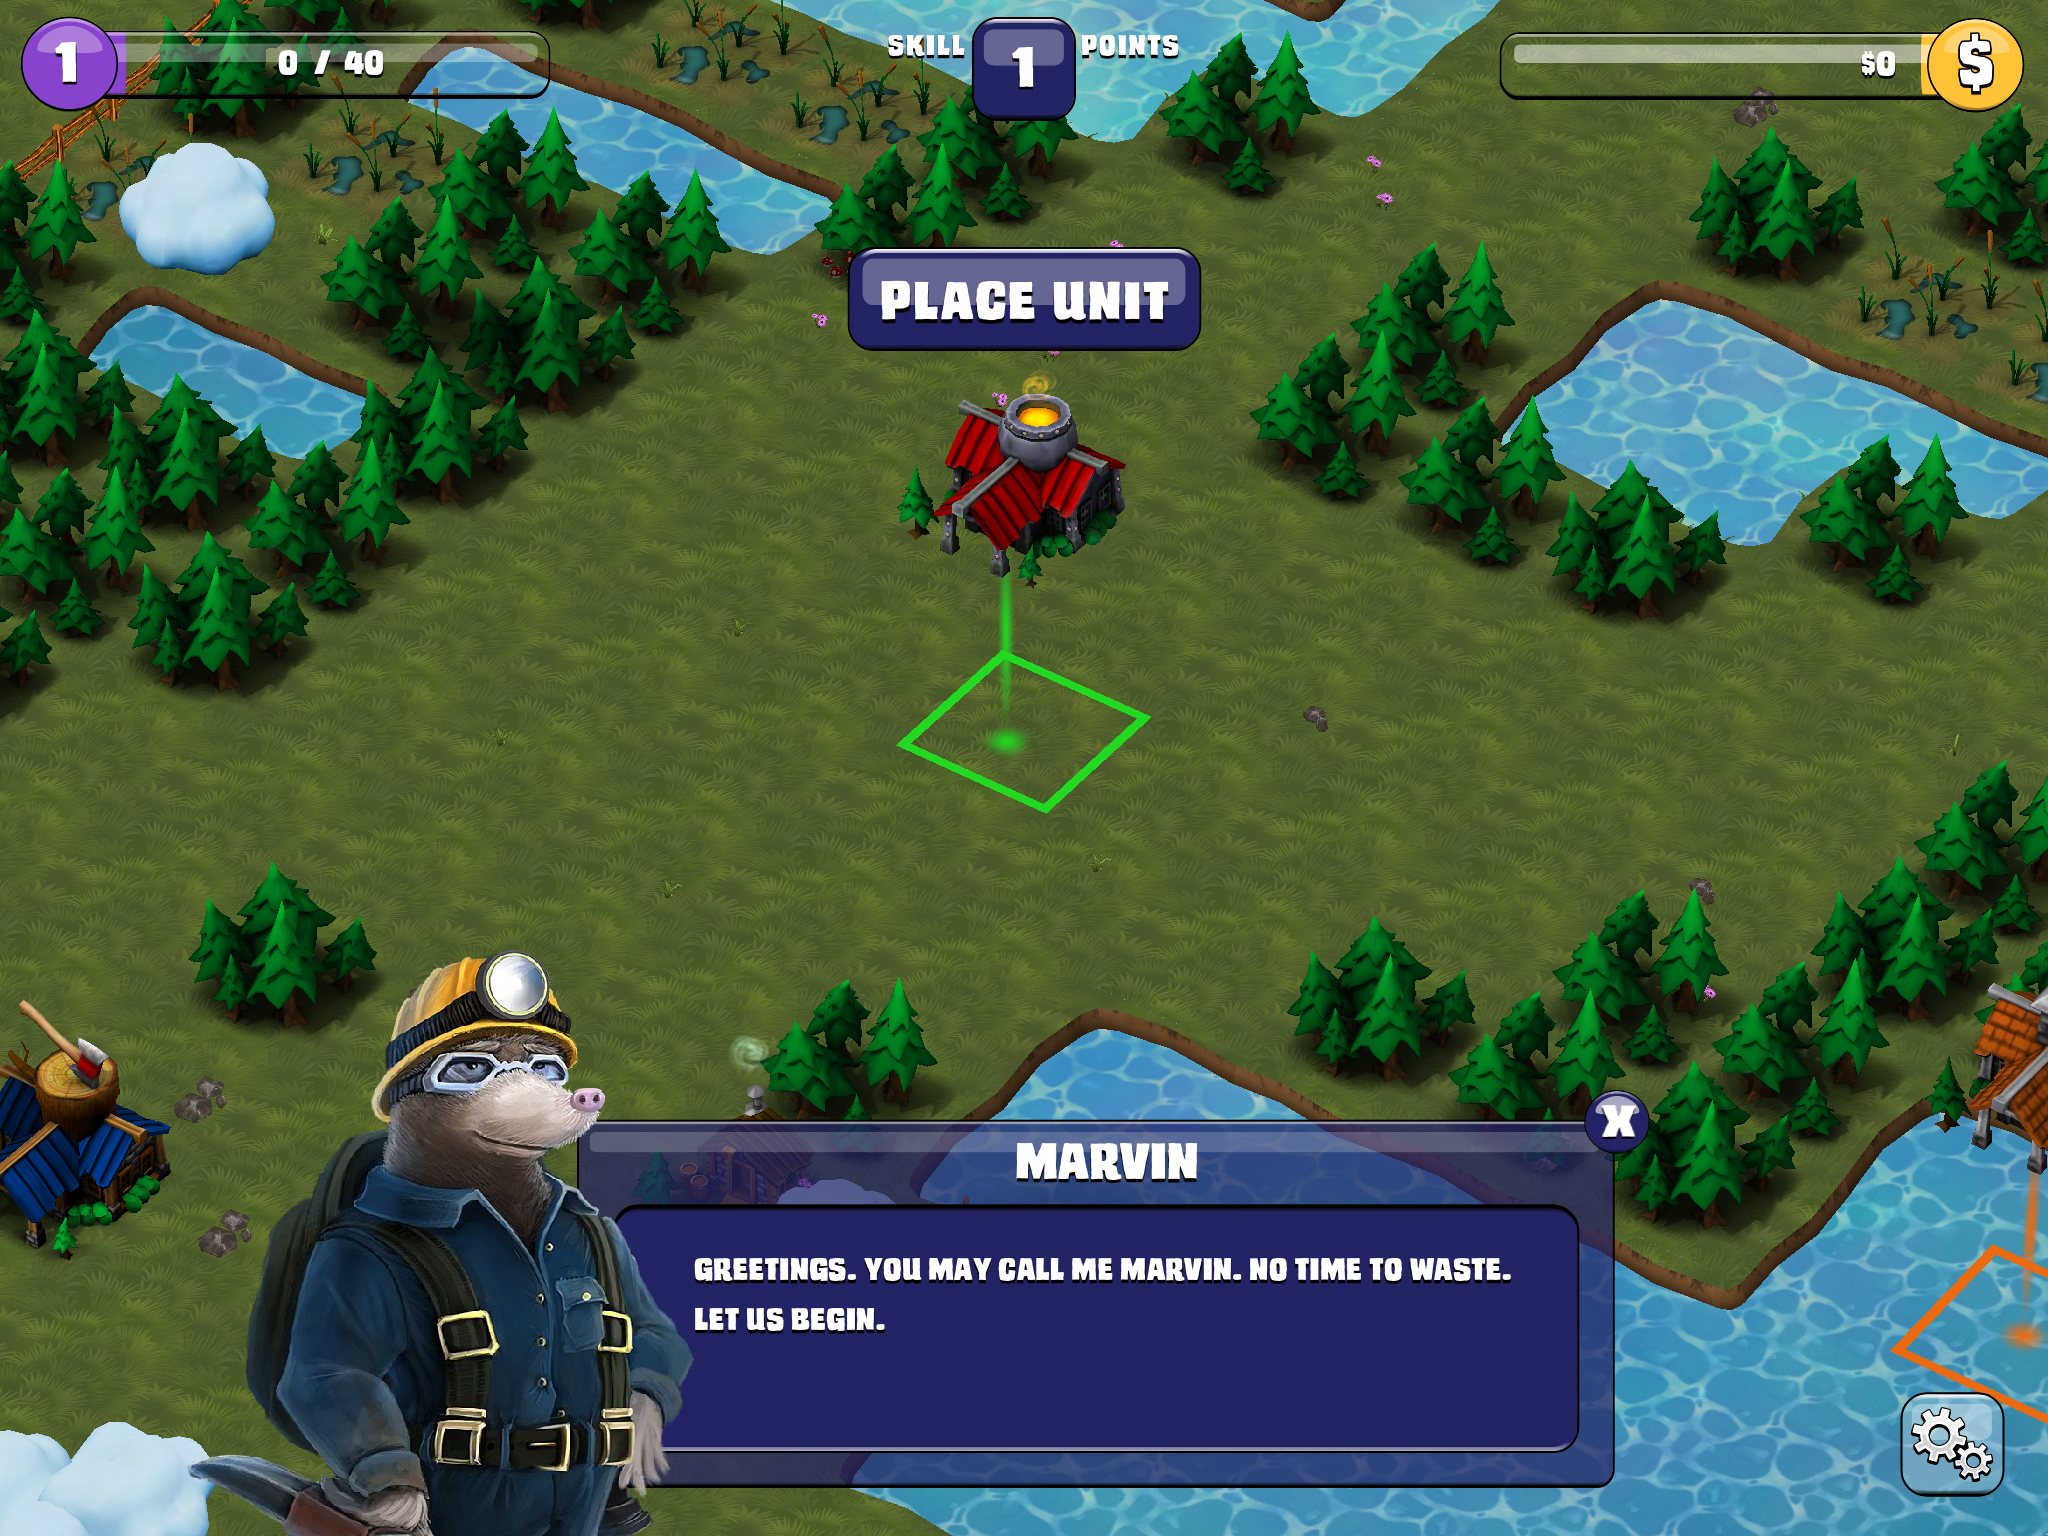 1
0 / 40
SKILL 1 POINTS
$0
$
PLACE UNIT
X
MARVIN
GREETINGS. YOU MAY CALL ME MARVIN. NO TIME TO WASTE.
LET US BEGIN.